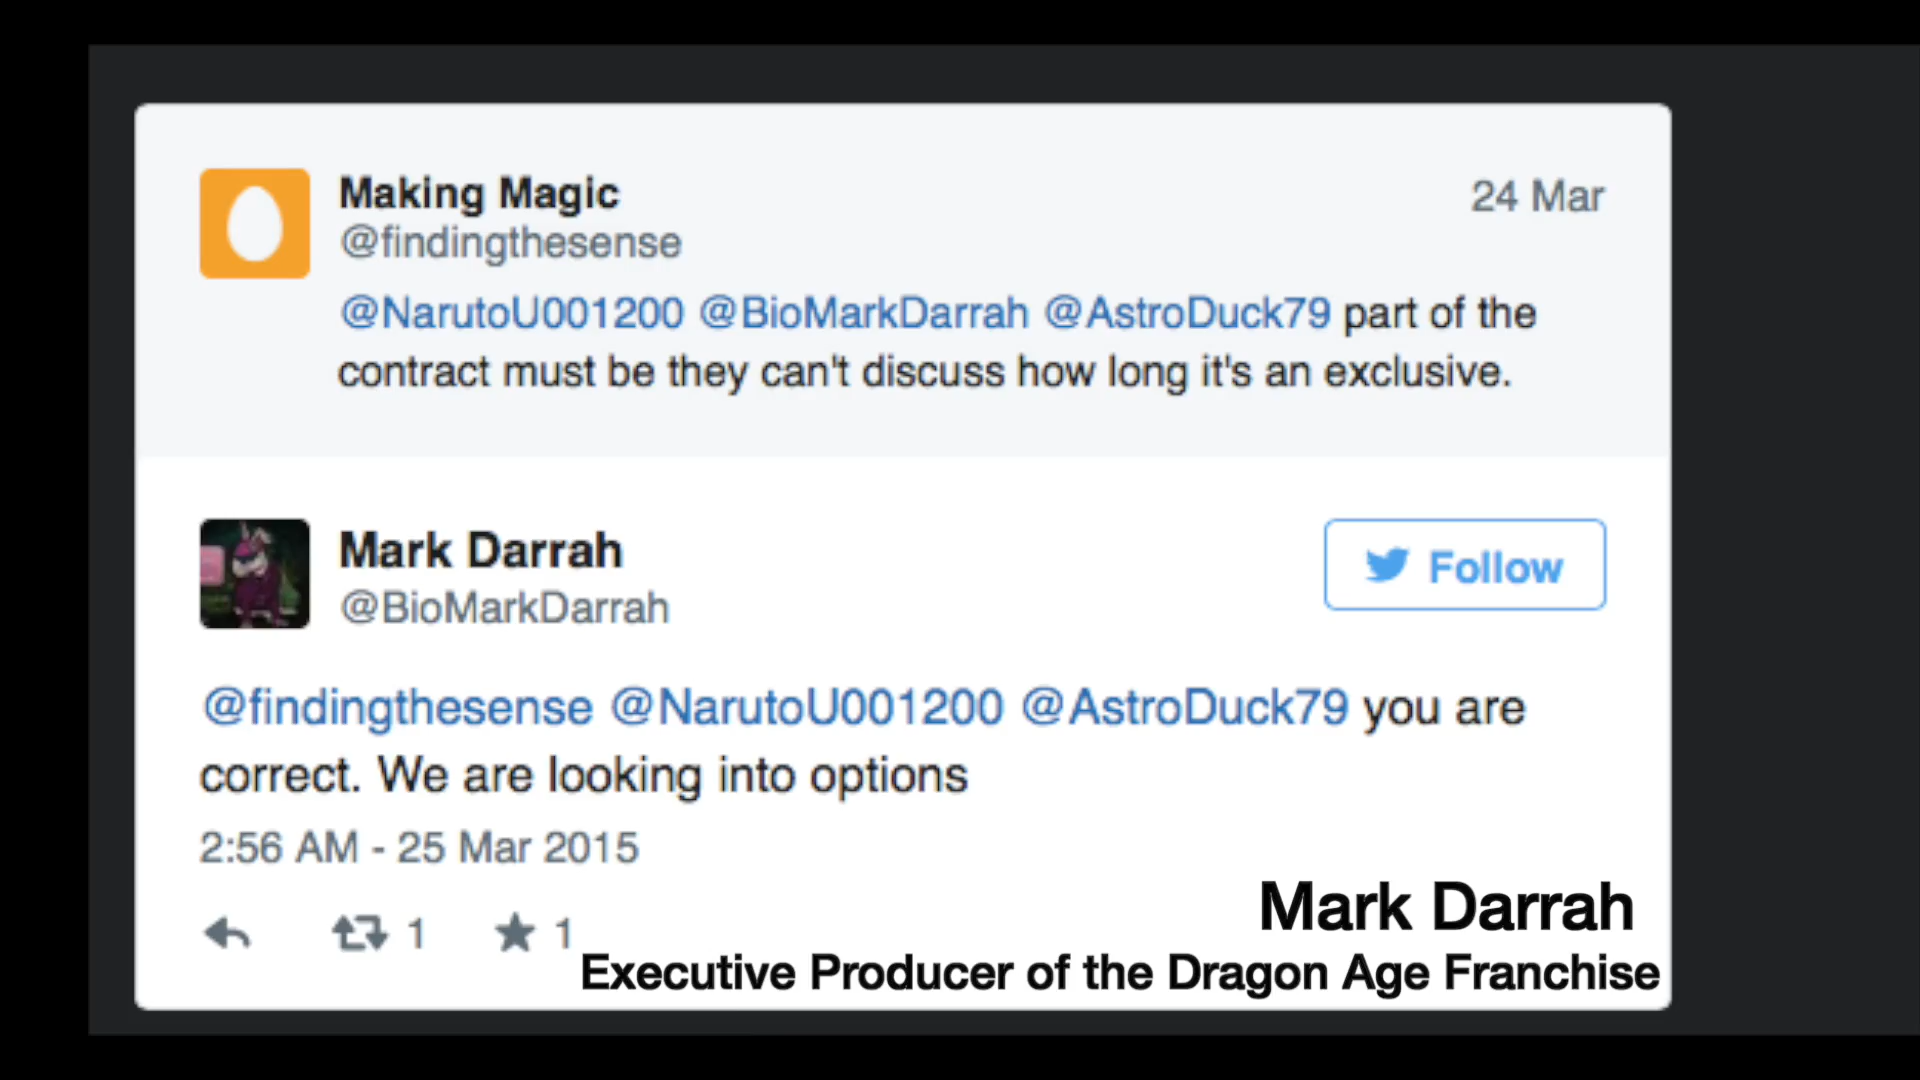 Making Magic
24 Mar
@findingthesense
@NarutoU001200 @BioMarkDarrah @AstroDuck79 part of the
contract must be they can't discuss how long it's an exclusive.
Mark Darrah
Follow
@BioMarkDarrah
@findingthesense @NarutoU001200 @AstroDuck79 you are
correct. We are looking into options
2:56 AM - 25 Mar 2015
1 1
Mark Darrah
Executive Producer of the Dragon Age Franchise